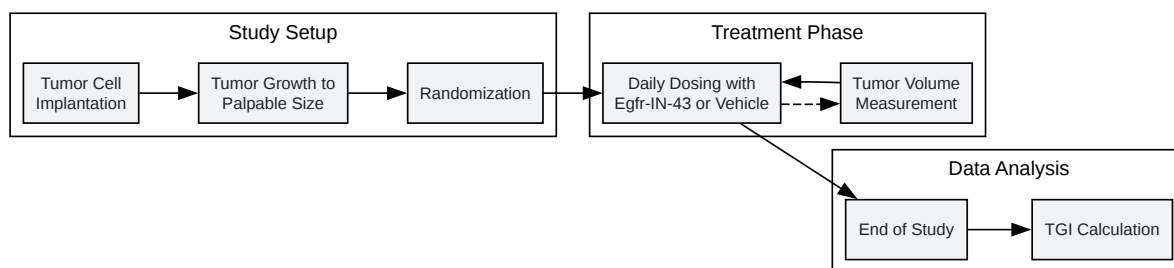 Study Setup
Tumor Cell
Implantation
Tumor Growth to
Palpable Size
Randomization
Treatment Phase
Daily Dosing with
Egfr-IN-43 or Vehicle
Tumor Volume
Measurement
Data Analysis
End of Study
TGI Calculation